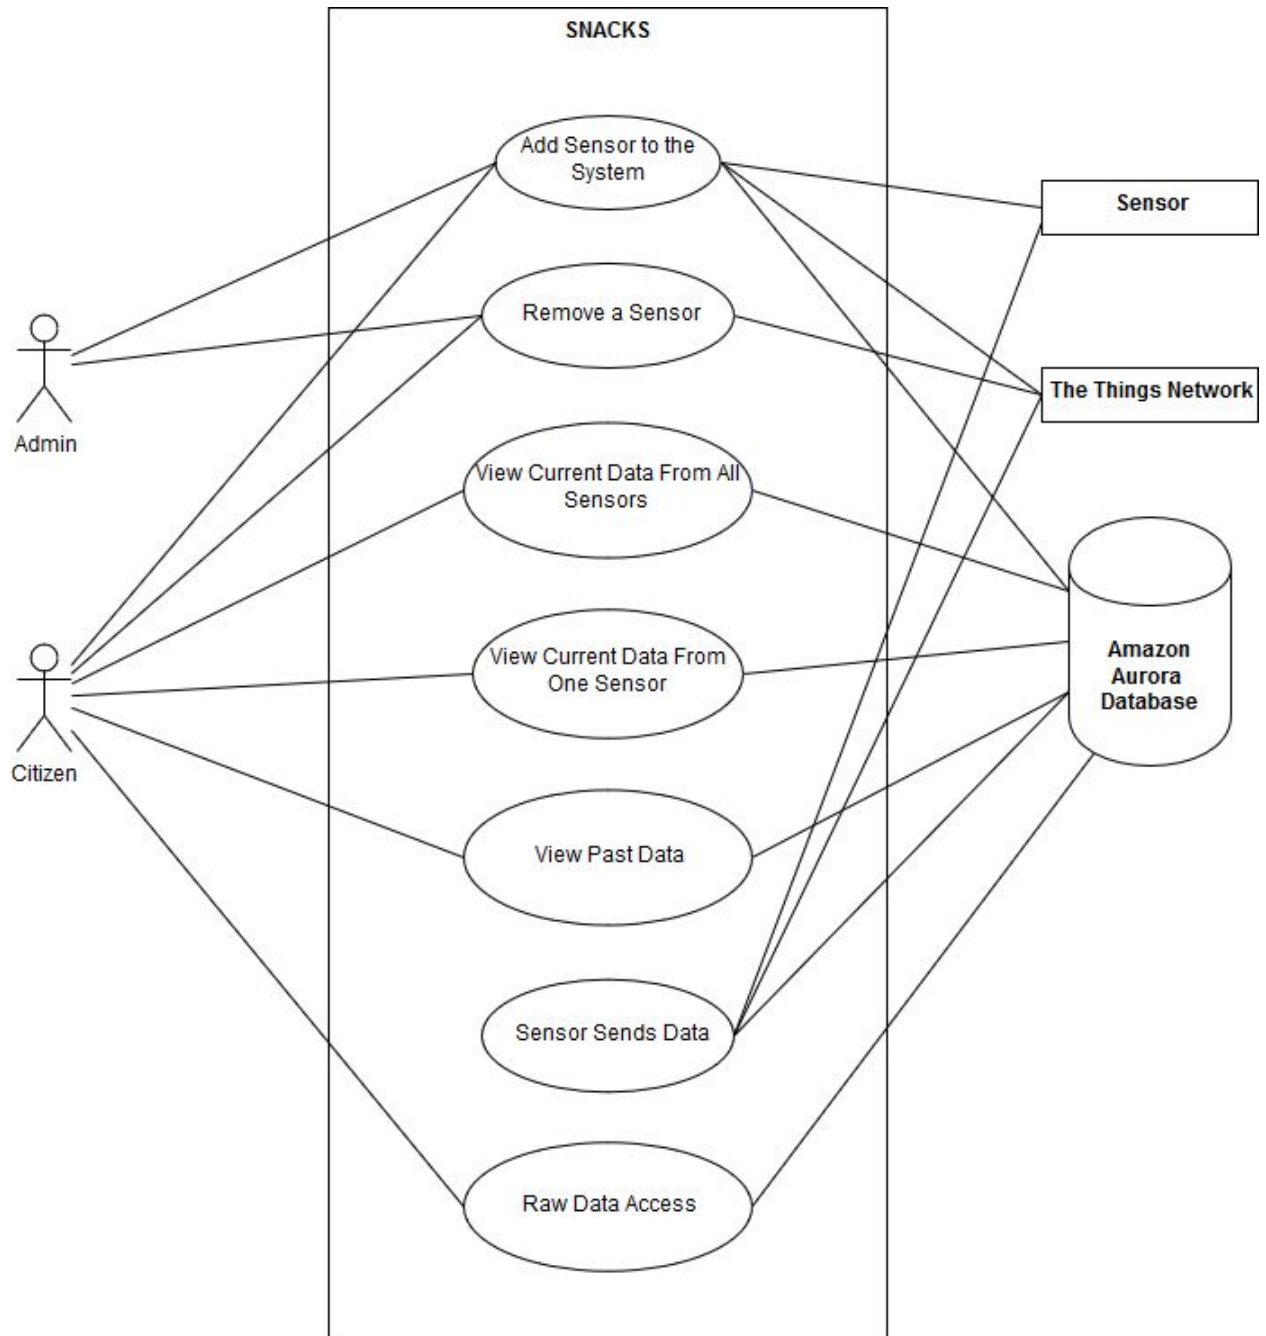 SNACKS
Add Sensor to the
System
Sensor
Remove a Sensor
The Things Network
Admin
View Current Data From All
Sensors
View Current Data From
One Sensor
Amazon
Aurora
Database
Citizen
View Past Data
Sensor Sends Data
Raw Data Access